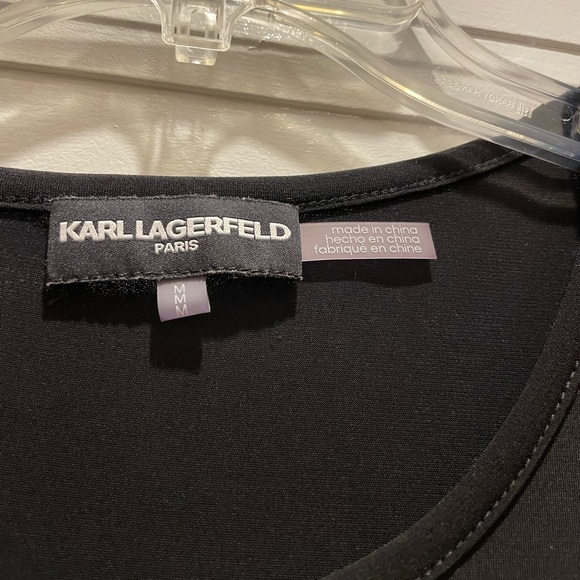 KARL LAGERFELD
PARIS
made in china
hecho en china
fabriqué en chine
M
M
M